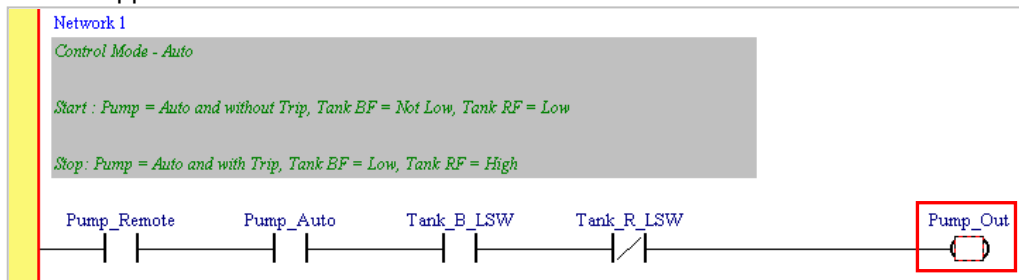 Network 1
Control Mode - Auto
Start : Pump = Auto and without Trip, Tank BF = Not Low, Tank RF = Low
Stop: Pump = Auto and with Trip, Tank BF = Low, Tank RF = High
Pump_Remote Pump_Auto Tank_B_LSW Tank_R_LSW Pump_Out